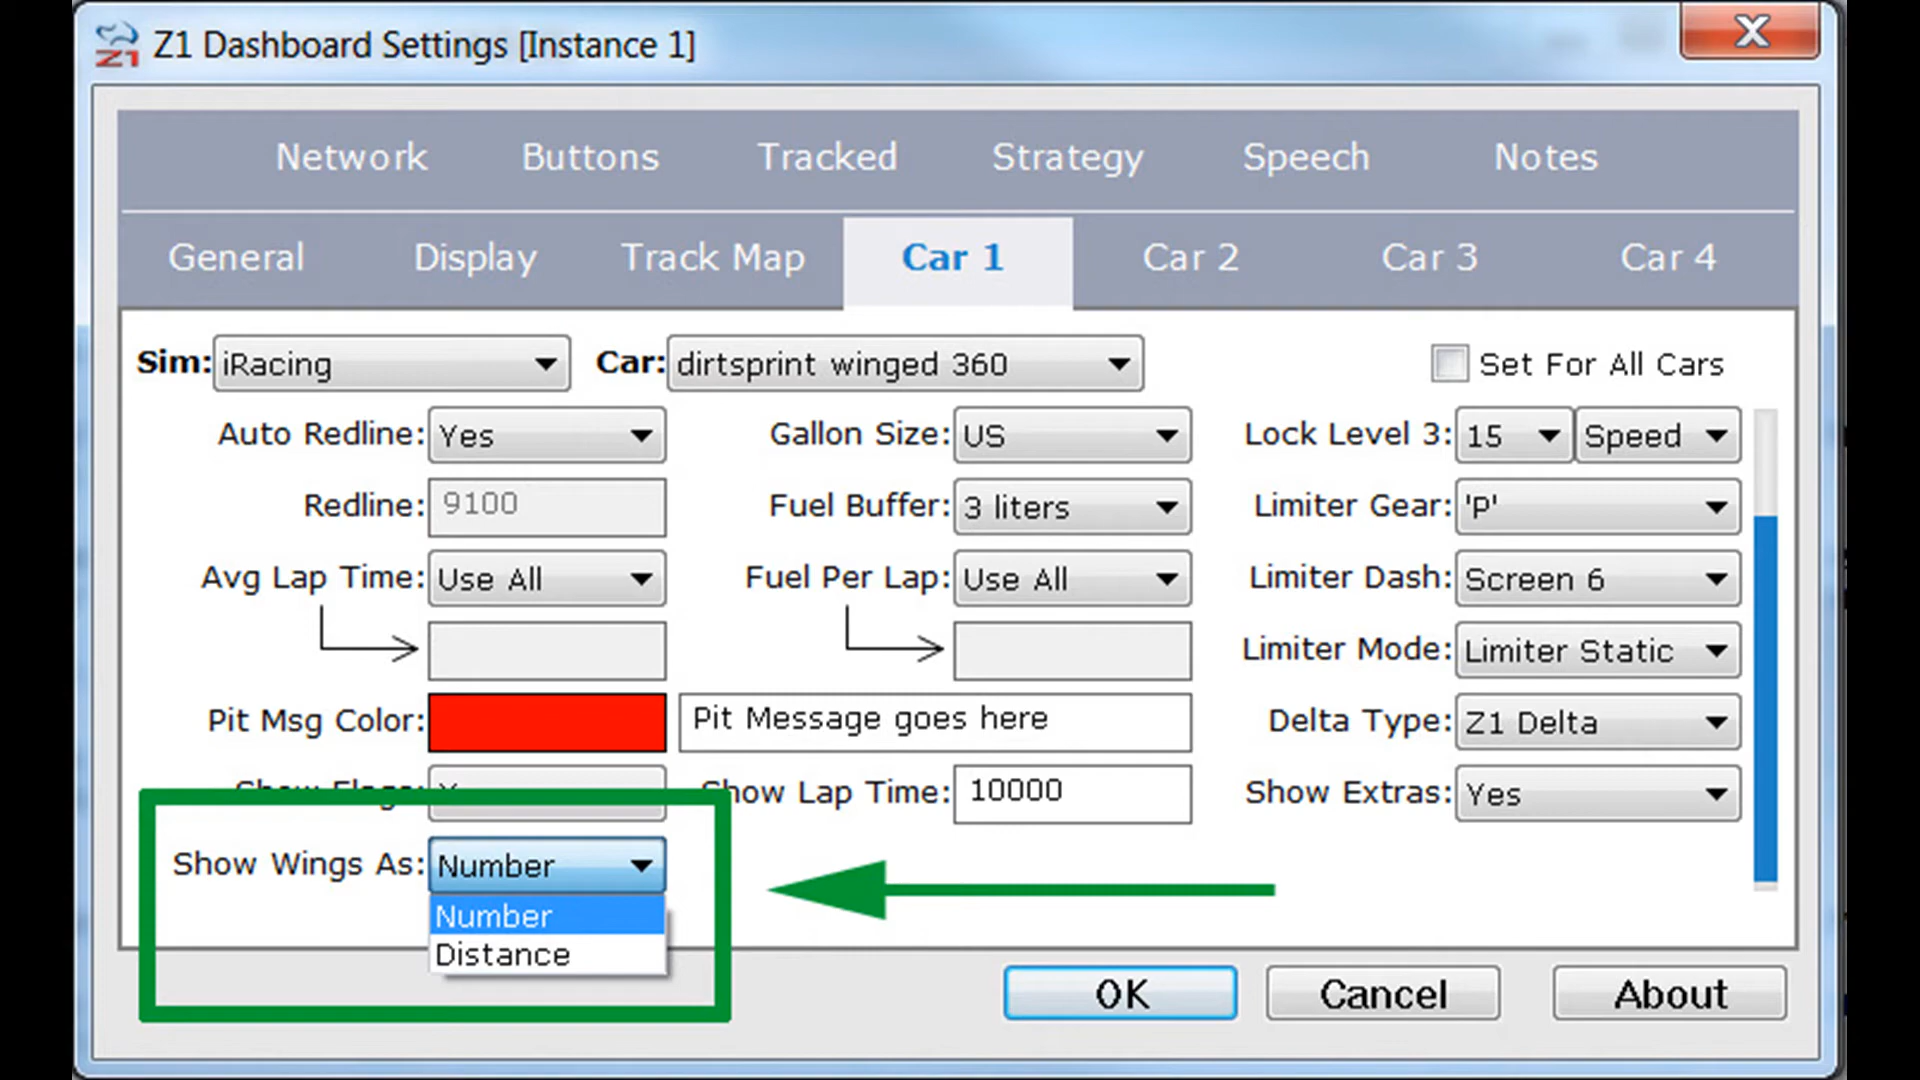 Z1 Dashboard Settings [Instance 1]
Network Buttons Tracked Strategy Speech Notes
General Display Track Map Car 1 Car 2 Car 3 Car 4
Sim: iRacing Car: dirtsprint winged 360 Set For All Cars
Auto Redline: Yes Gallon Size: US Lock Level 3: 15 Speed
Redline: 9100 Fuel Buffer: 3 liters Limiter Gear: 'P'
Avg Lap Time: Use All Fuel Per Lap: Use All Limiter Dash: Screen 6
Limiter Mode: Limiter Static
Pit Msg Color: Pit Message goes here Delta Type: Z1 Delta
Show Flags: Show Lap Time: 10000 Show Extras: Yes
Show Wings As: Number
Number
Distance
OK Cancel About